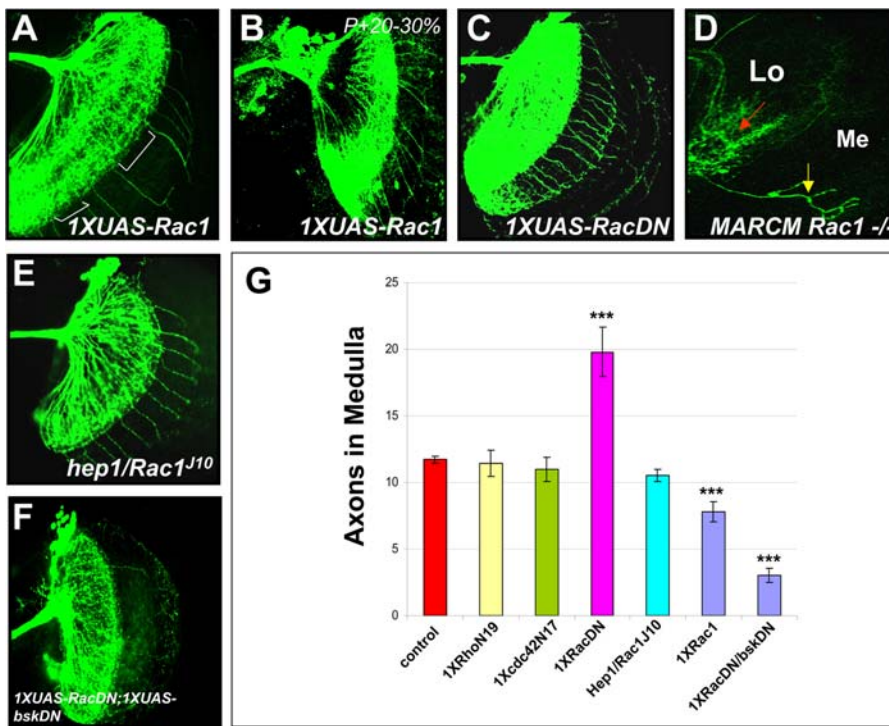 A
1XUAS-Rac1
B
P+20-30%
1XUAS-Rac1
C
1XUAS-RacDN
D
Lo
Me
MARCM Rac1 -/-
E
hep1/Rac1J10
F
1XUAS-RacDN;1XUAS-
bskDN
G
Axons in Medulla
25
20
15
10
5
0
***
***
***
control
1XRhoN19
1Xcdc42N17
1XRacDN
Hep1/Rac1J10
1XRac1
1XRacDN/bskDN